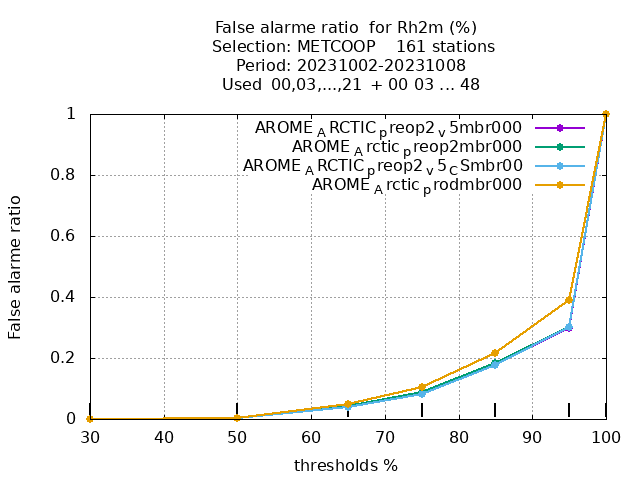 False alarme ratio  for Rh2m (%)
Selection: METCOOP    161 stations
Period: 20231002-20231008
Used  00,03,...,21  + 00 03 ... 48
AROME_ARCTIC_preop2_v5mbr000
AROME_Arctic_preop2mbr000
AROME_ARCTIC_preop2_v5_CSmbr00
AROME_Arctic_prodmbr000
1
0.8
0.6
0.4
0.2
0
False alarme ratio
30 40 50 60 70 80 90 100
thresholds %